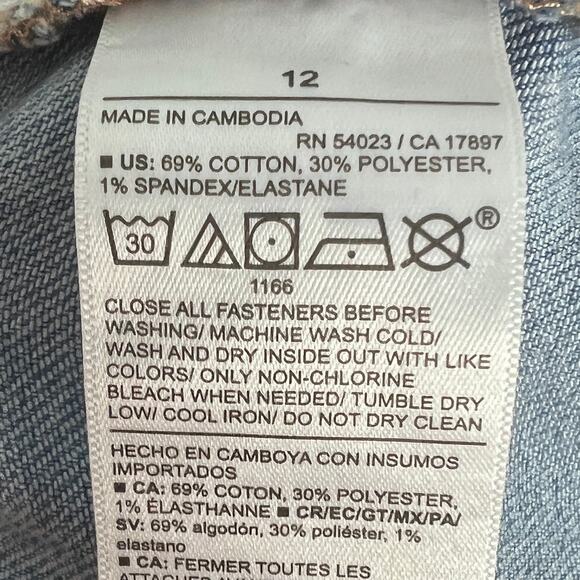 12
MADE IN CAMBODIA
RN 54023 / CA 17897
■ US: 69% COTTON, 30% POLYESTER,
1% SPANDEX/ELASTANE
30
®
1166
CLOSE ALL FASTENERS BEFORE
WASHING/ MACHINE WASH COLD/
WASH AND DRY INSIDE OUT WITH LIKE
COLORS/ ONLY NON-CHLORINE
BLEACH WHEN NEEDED/ TUMBLE DRY
LOW/ COOL IRON/ DO NOT DRY CLEAN
HECHO EN CAMBOYA CON INSUMOS
IMPORTADOS
■ CA: 69% COTON, 30% POLYESTER,
1% ÉLASTHANNE ■ CR/EC/GT/MX/PA/
SV: 69% algodón, 30% poliéster, 1%
elastano
■ CA: FERMER TOUTES LES